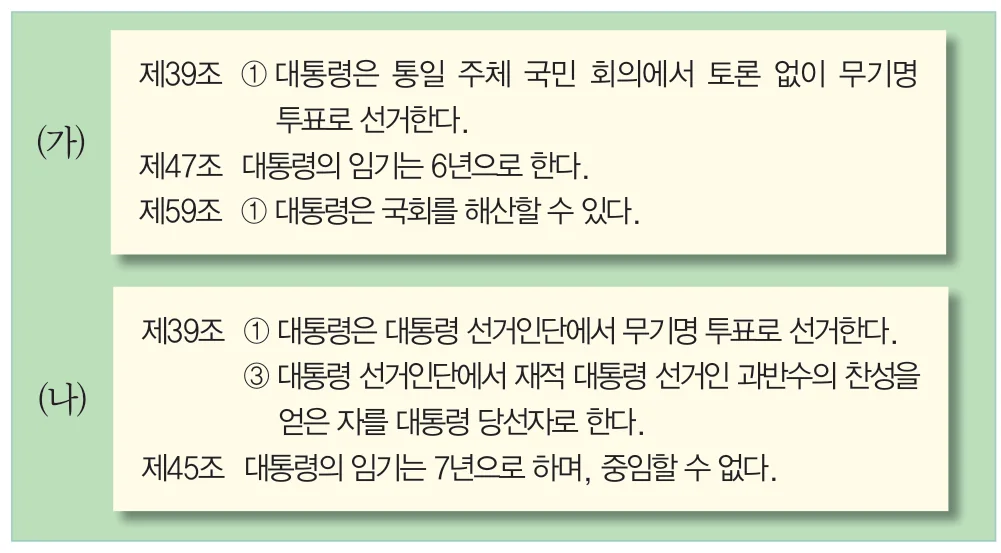 (가)
제39조 ① 대통령은 통일 주체 국민 회의에서 토론 없이 무기명
투표로 선거한다.
제47조 대통령의 임기는 6년으로 한다.
제59조 ① 대통령은 국회를 해산할 수 있다.
(나)
제39조 ① 대통령은 대통령 선거인단에서 무기명 투표로 선거한다.
③ 대통령 선거인단에서 재적 대통령 선거인 과반수의 찬성을
얻은 자를 대통령 당선자로 한다.
제45조 대통령의 임기는 7년으로 하며, 중임할 수 없다.